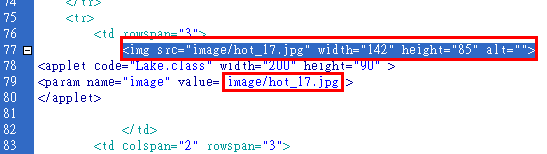 74 </tr>
75 <tr>
76 <td rowspan="3">
77 <img src="image/hot_17.jpg" width="142" height="85" alt="">
78 <applet code="Lake.class" width="200" height="90" >
79 <param name="image" value= image/hot_17.jpg >
80 </applet>
81
82 </td>
83 <td colspan="2" rowspan="3">